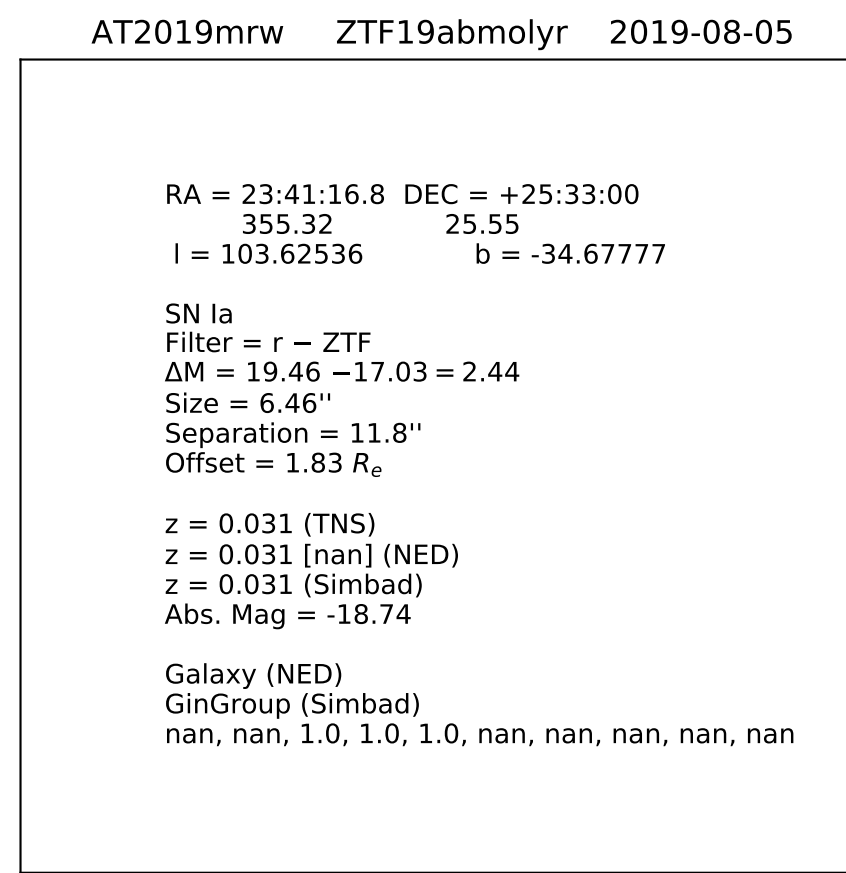 AT2019mrw ZTF19abmolyr 2019-08-05
RA = 23:41:16.8 DEC = +25:33:00
355.32 25.55
l = 103.62536 b = -34.67777
SN Ia
Filter = r − ZTF
ΔM = 19.46 −17.03 = 2.44
Size = 6.46''
Separation = 11.8''
Offset = 1.83 Re
z = 0.031 (TNS)
z = 0.031 [nan] (NED)
z = 0.031 (Simbad)
Abs. Mag = -18.74
Galaxy (NED)
GinGroup (Simbad)
nan, nan, 1.0, 1.0, 1.0, nan, nan, nan, nan, nan